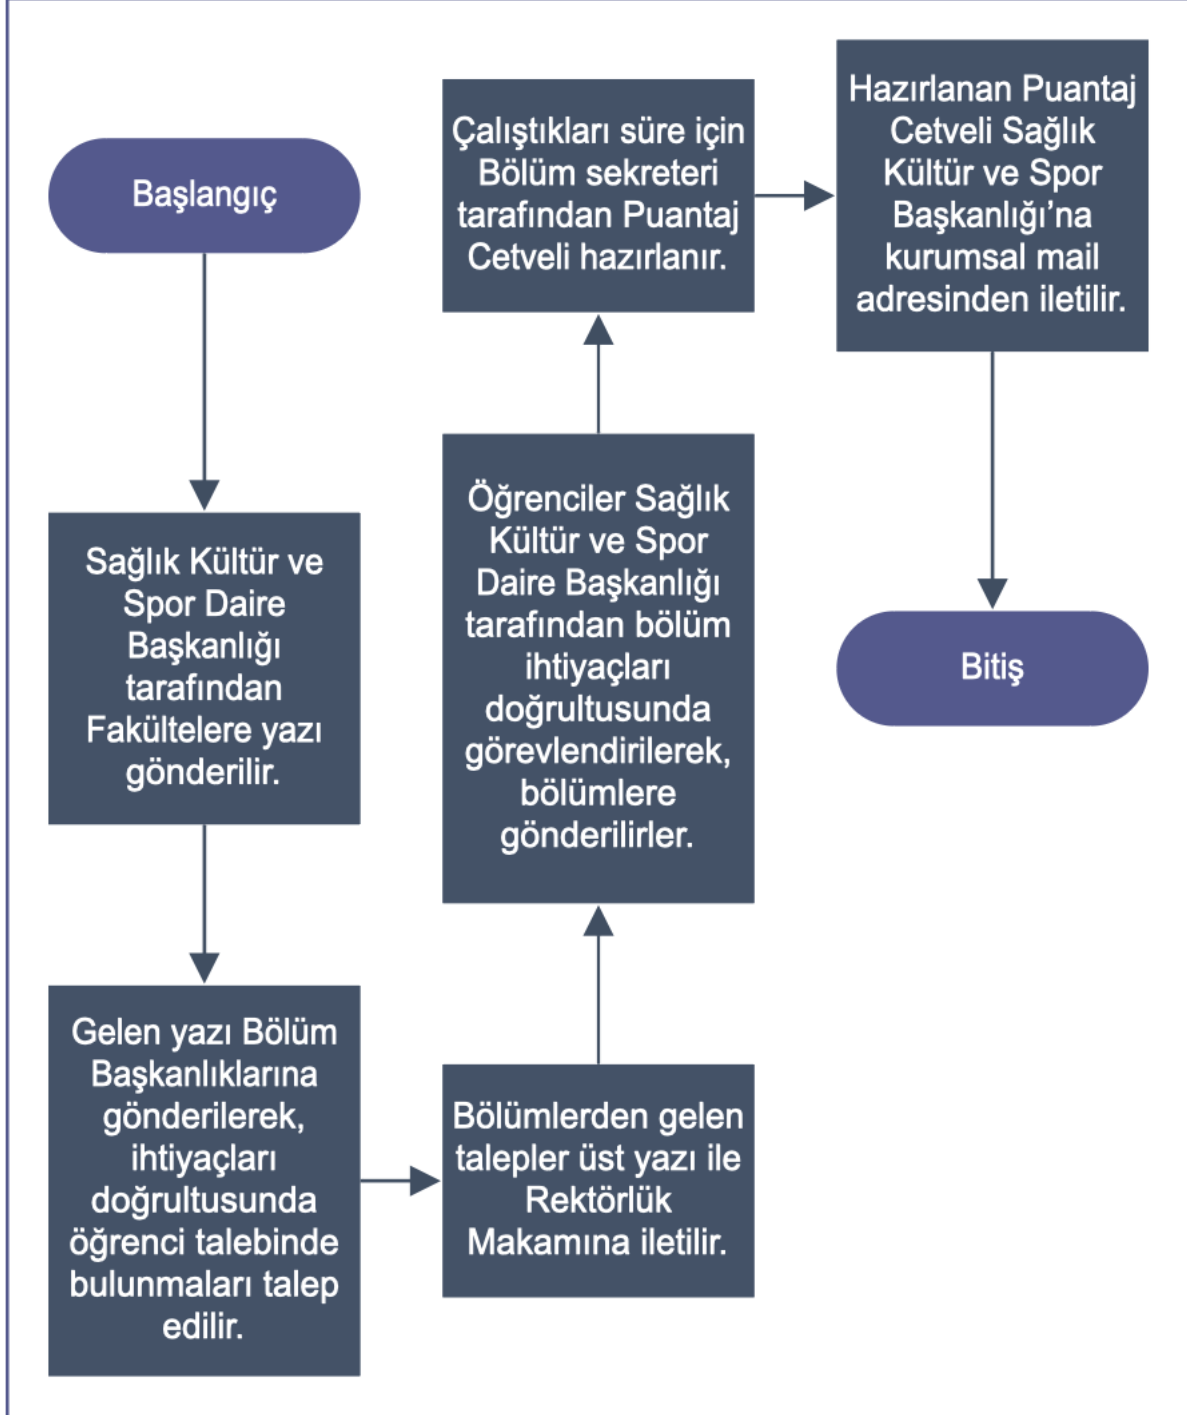 Başlangıç
Sağlık Kültür ve
Spor Daire
Başkanlığı
tarafından
Fakültelere yazı
gönderilir.
Gelen yazı Bölüm
Başkanlıklarına
gönderilerek,
ihtiyaçları
doğrultusunda
öğrenci talebinde
bulunmaları talep
edilir.
Bölümlerden gelen
talepler üst yazı ile
Rektörlük
Makamına iletilir.
Öğrenciler Sağlık
Kültür ve Spor
Daire Başkanlığı
tarafından bölüm
ihtiyaçları
doğrultusunda
görevlendirilerek,
bölümlere
gönderilirler.
Çalıştıkları süre için
Bölüm sekreteri
tarafından Puantaj
Cetveli hazırlanır.
Hazırlanan Puantaj
Cetveli Sağlık
Kültür ve Spor
Başkanlığı’na
kurumsal mail
adresinden iletilir.
Bitiş